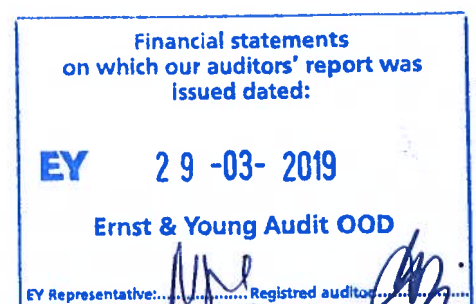 Financial statements
on which our auditors' report was
issued dated:
EY 29 -03- 2019
Ernst & Young Audit OOD
EY Representative:.................. Registred auditor..................